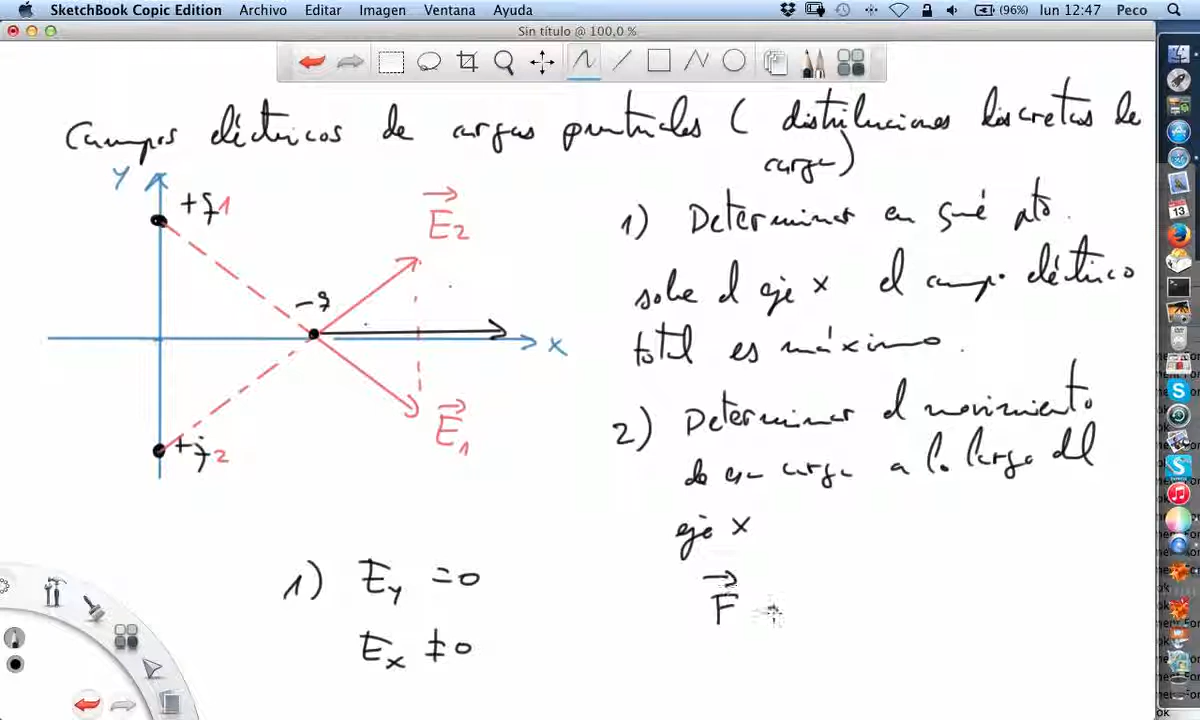 SketchBook Copic Edition Archivo Editar Imagen Ventana Ayuda (96%) lun 12:47 Peco
Sin título @ 100,0 %
Campos eléctricos de cargas puntuales ( distribuciones discretas de
carga)
Y
+q1
E2
-q
x
E1
+q2
1) Determinar en qué pto.
sobre el eje x el campo eléctrico
total es máximo.
2) Determinar el movimiento
de esa carga a lo largo del
eje x
F =
1) Ey =0
Ex ≠0